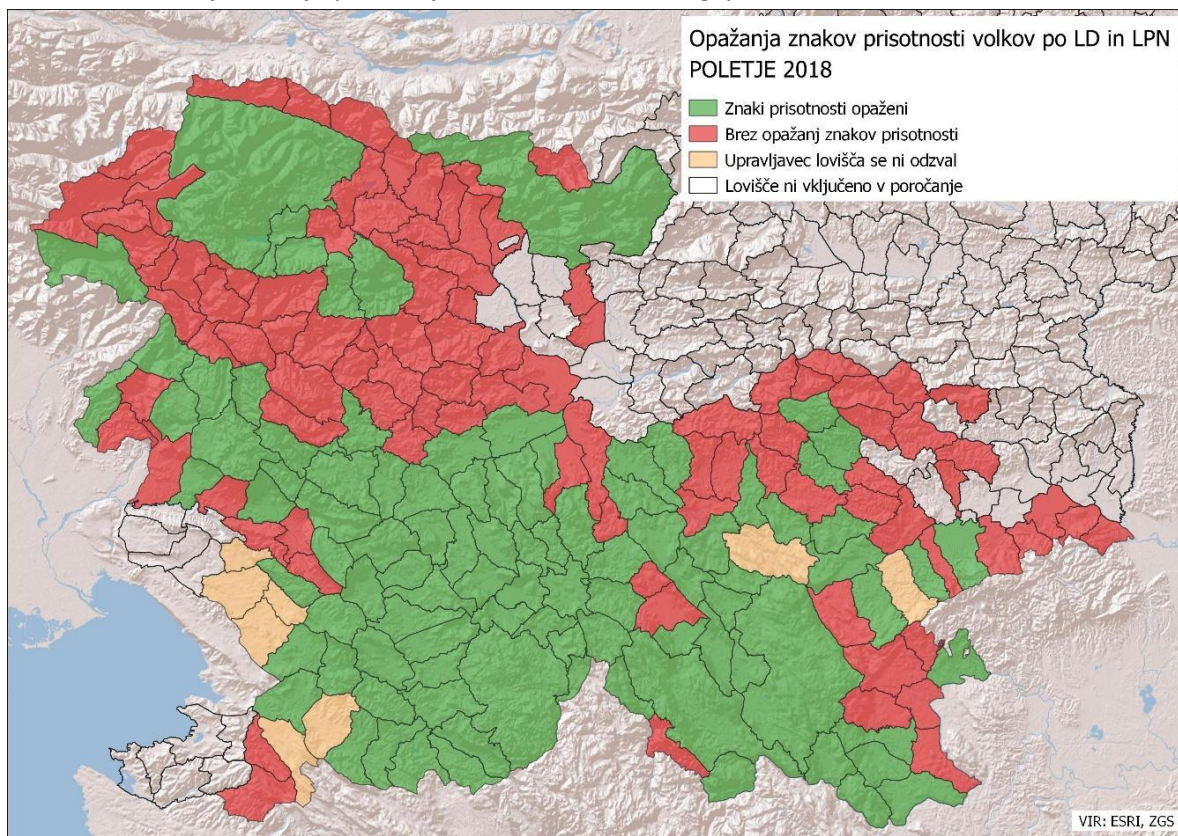 Opažanja znakov prisotnosti volkov po LD in LPN
POLETJE 2018
Znaki prisotnosti opaženi
Brez opažanj znakov prisotnosti
Upravljavec lovišča se ni odzval
Lovišče ni vključeno v poročanje
VIR: ESRI, ZGS